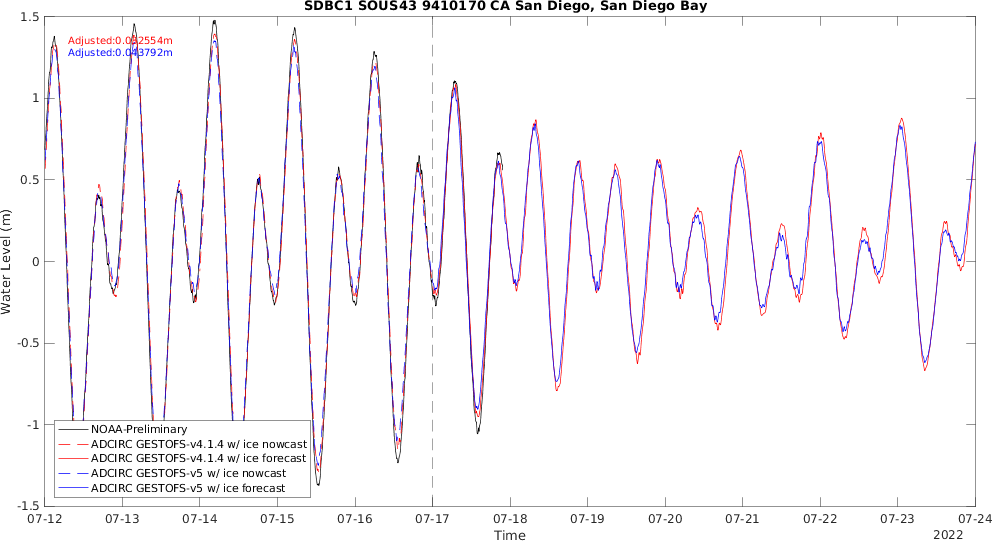 SDBC1 SOUS43 9410170 CA San Diego, San Diego Bay
Adjusted:0.032554m
Adjusted:0.043792m
Water Level (m)
1.5
1
0.5
0
-0.5
-1
-1.5
NOAA-Preliminary
ADCIRC GESTOFS-v4.1.4 w/ ice nowcast
ADCIRC GESTOFS-v4.1.4 w/ ice forecast
ADCIRC GESTOFS-v5 w/ ice nowcast
ADCIRC GESTOFS-v5 w/ ice forecast
07-12 07-13 07-14 07-15 07-16 07-17 07-18 07-19 07-20 07-21 07-22 07-23 07-24
Time
2022